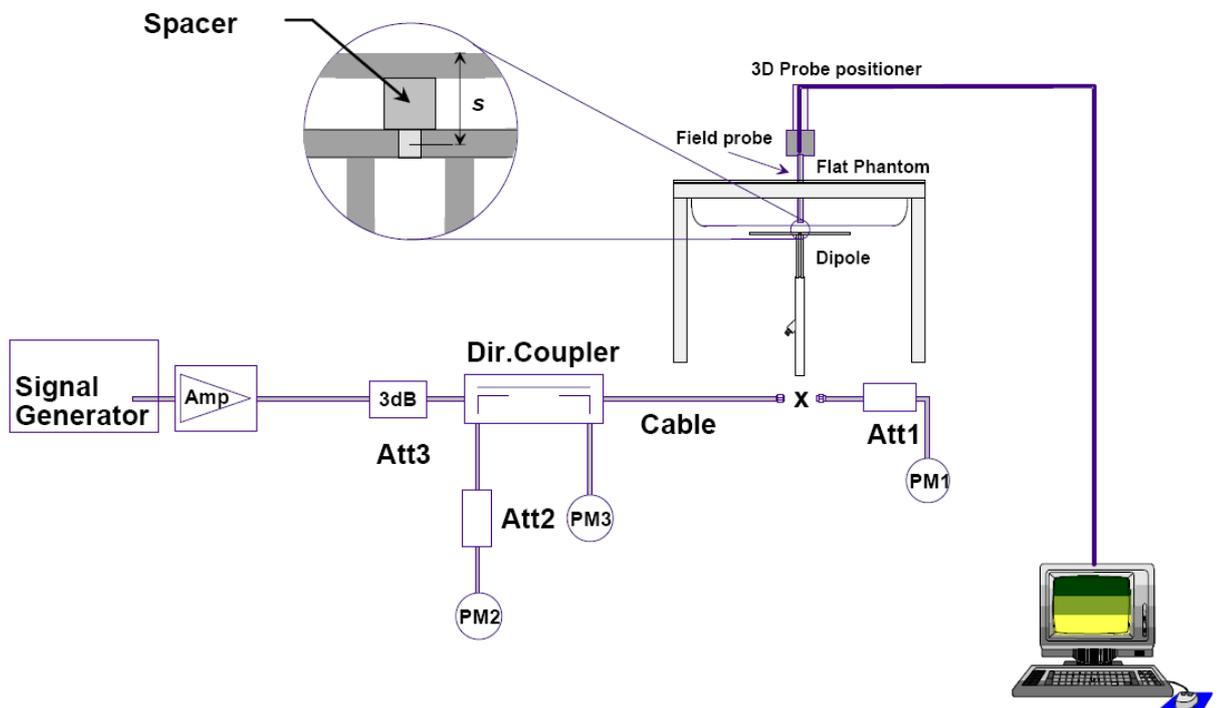 Spacer
s
3D Probe positioner
Field probe
Flat Phantom
Dipole
Signal
Generator
Amp
3dB
Att3
Dir.Coupler
Cable
X
Att1
PM1
Att2
PM3
PM2